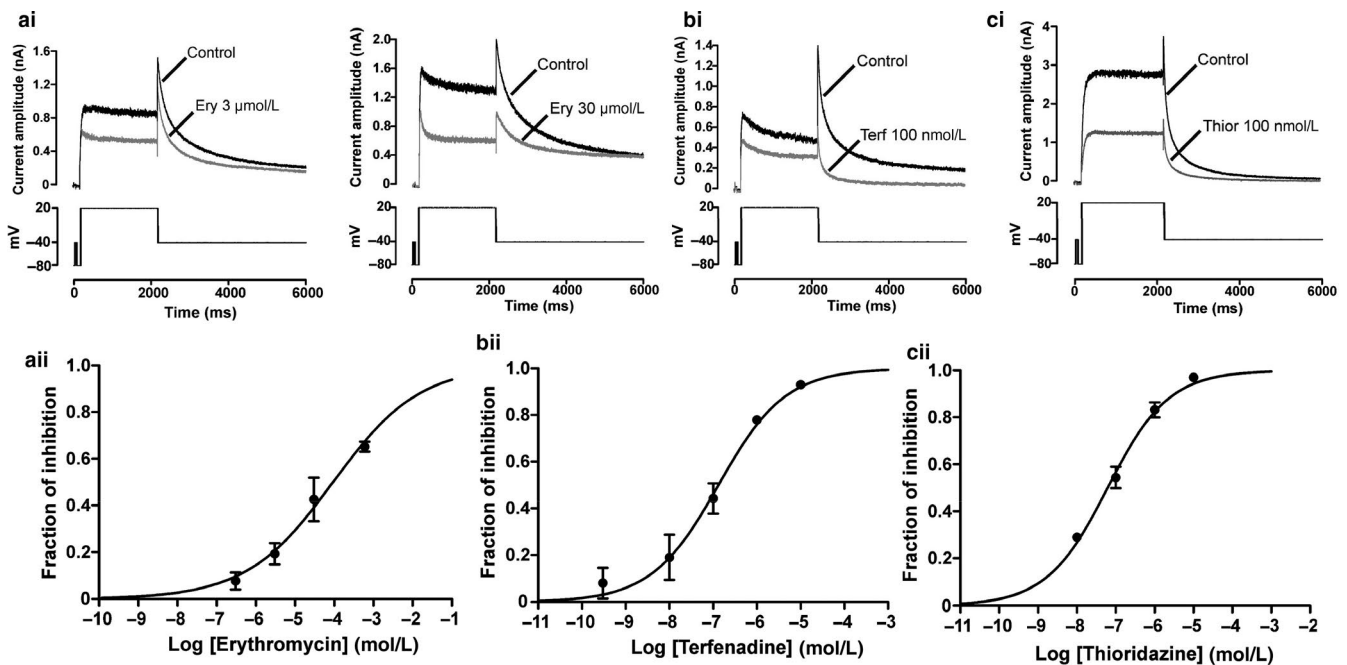 ai
Current amplitude (nA)
1.6
1.2
0.8
0.4
0
Control
Ery 3 μmol/L
mV
20
–40
–80
0 2000 4000 6000
Time (ms)
Current amplitude (nA)
2.0
1.6
1.2
0.8
0.4
0
Control
Ery 30 μmol/L
20
–40
–80
0 2000 4000 6000
Time (ms)
bi
Current amplitude (nA)
1.4
1.2
1.0
0.8
0.6
0.4
0.2
0
Control
Terf 100 nmol/L
mV
20
–40
–80
0 2000 4000 6000
Time (ms)
ci
Current amplitude (nA)
4
3
2
1
0
Control
Thior 100 nmol/L
mV
20
–40
–80
0 2000 4000 6000
Time (ms)
aii
Fraction of inhibition
1.0
0.8
0.6
0.4
0.2
0
–10 –9 –8 –7 –6 –5 –4 –3 –2 –1
Log [Erythromycin] (mol/L)
bii
Fraction of inhibition
1.0
0.8
0.6
0.4
0.2
0
–11 –10 –9 –8 –7 –6 –5 –4 –3
Log [Terfenadine] (mol/L)
cii
Fraction of inhibition
1.0
0.8
0.6
0.4
0.2
0
–11 –10 –9 –8 –7 –6 –5 –4 –3 –2
Log [Thioridazine] (mol/L)